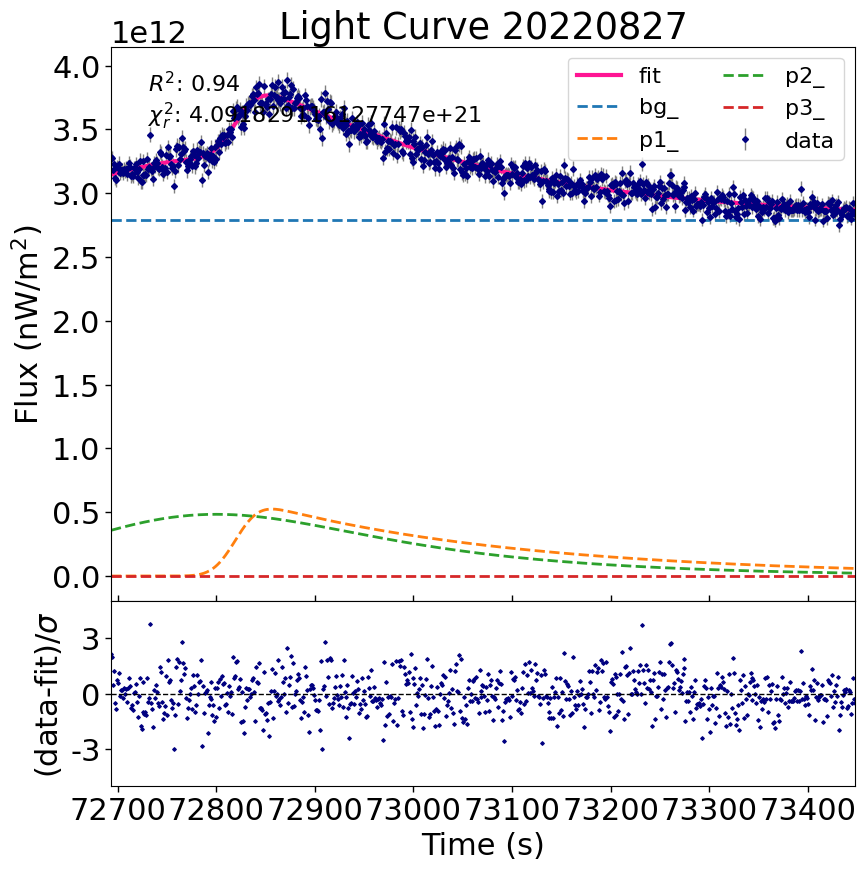 Light Curve 20220827
1e12
R²: 0.94
fit
bg_
p1_
p2_
p3_
data
4.0
3.5
3.0
2.5
2.0
1.5
1.0
0.5
0.0
Flux (nW/m²)
3
0
-3
(data-fit)/σ
72700 72800 72900 73000 73100 73200 73300 73400
Time (s)